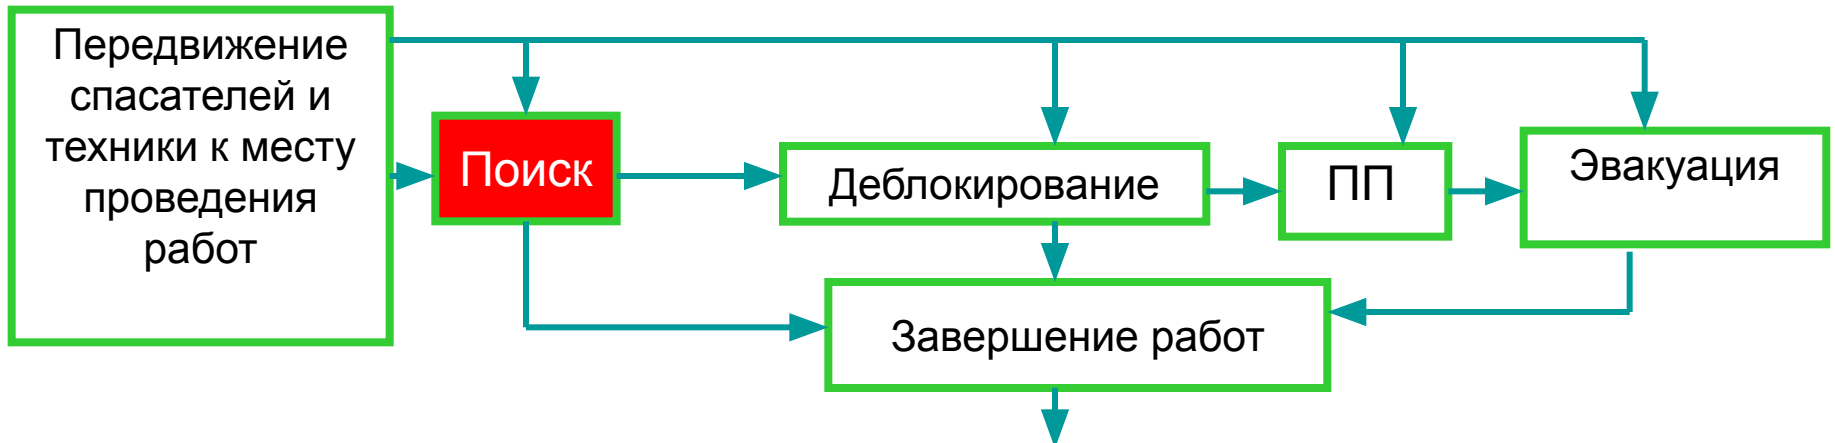 Передвижение
спасателей и
техники к месту
проведения
работ
Поиск
Деблокирование
ПП
Эвакуация
Завершение работ